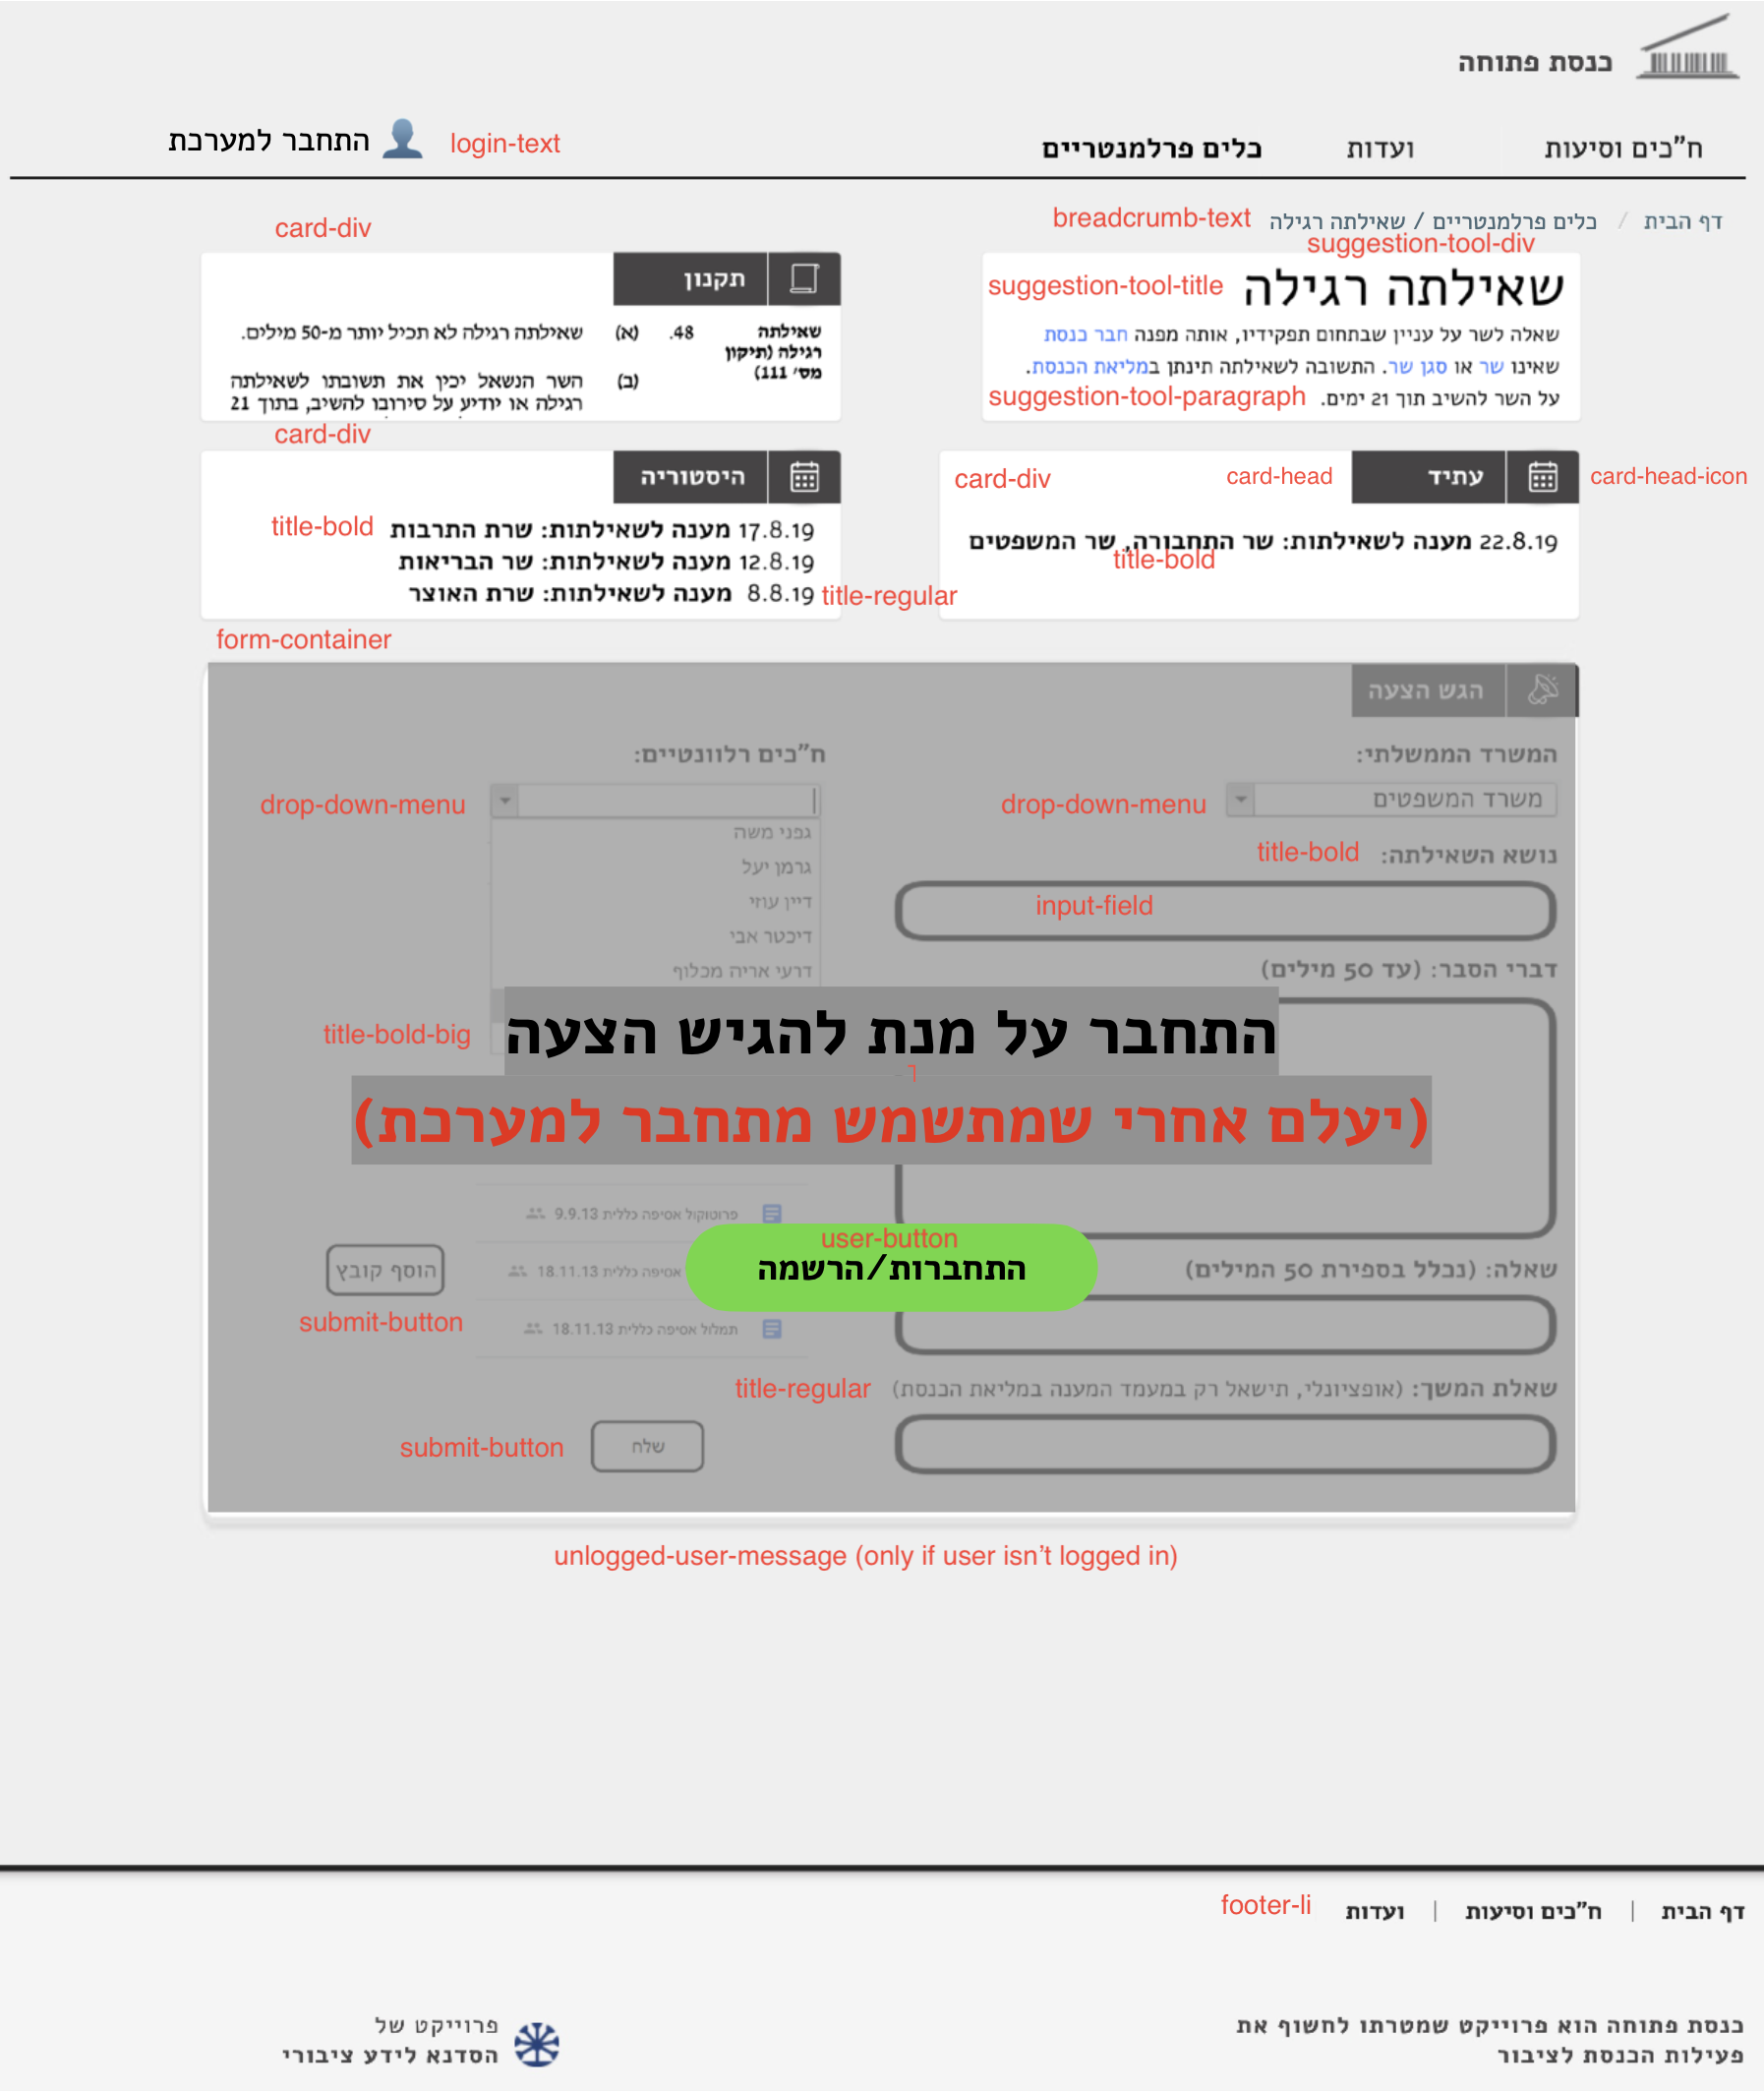 כנסת פתוחה
ח"כים וסיעות
ועדות
כלים פרלמנטריים
login-text
התחבר למערכת
דף הבית / כלים פרלמנטריים / שאילתה רגילה
breadcrumb-text
suggestion-tool-div
שאילתה רגילה
suggestion-tool-title
שאלה לשר על עניין שבתחום תפקידיו, אותה מפנה חבר כנסת
שאינו שר או סגן שר. התשובה לשאילתה תינתן במליאת הכנסת.
על השר להשיב תוך 21 ימים.
suggestion-tool-paragraph
card-div
תקנון
שאילתה
רגילה (תיקון
מס' 111)
48.
(א)
שאילתה רגילה לא תכיל יותר מ-50 מילים.
(ב)
השר הנשאל יכין את תשובתו לשאילתה
רגילה או יודיע על סירובו להשיב, בתוך 21
card-head-icon
עתיד
card-head
card-div
22.8.19 מענה לשאילתות: שר התחבורה, שר המשפטים
title-bold
card-div
היסטוריה
17.8.19 מענה לשאילתות: שרת התרבות
title-bold
12.8.19 מענה לשאילתות: שר הבריאות
8.8.19 מענה לשאילתות: שרת האוצר
title-regular
form-container
הגש הצעה
המשרד הממשלתי:
משרד המשפטים
drop-down-menu
נושא השאילתה:
title-bold
input-field
דברי הסבר: (עד 50 מילים)
ח"כים רלוונטיים:
drop-down-menu
גפני משה
גרמן יעל
דיין עוזי
דיכטר אבי
דרעי אריה מכלוף
התחבר על מנת להגיש הצעה
title-bold-big
(יעלם אחרי שמתשמש מתחבר למערכת)
פרוטוקול אסיפה כללית 9.9.13
user-button
התחברות/הרשמה
שאלה: (נכלל בספירת 50 המילים)
אסיפה כללית 18.11.13
הוסף קובץ
submit-button
תמלול אסיפה כללית 18.11.13
שאלת המשך: (אופציונלי, תישאל רק במעמד המענה במליאת הכנסת)
title-regular
שלח
submit-button
unlogged-user-message (only if user isn't logged in)
דף הבית | ח"כים וסיעות | ועדות
footer-li
כנסת פתוחה הוא פרוייקט שמטרתו לחשוף את
פעילות הכנסת לציבור
פרוייקט של
הסדנא לידע ציבורי